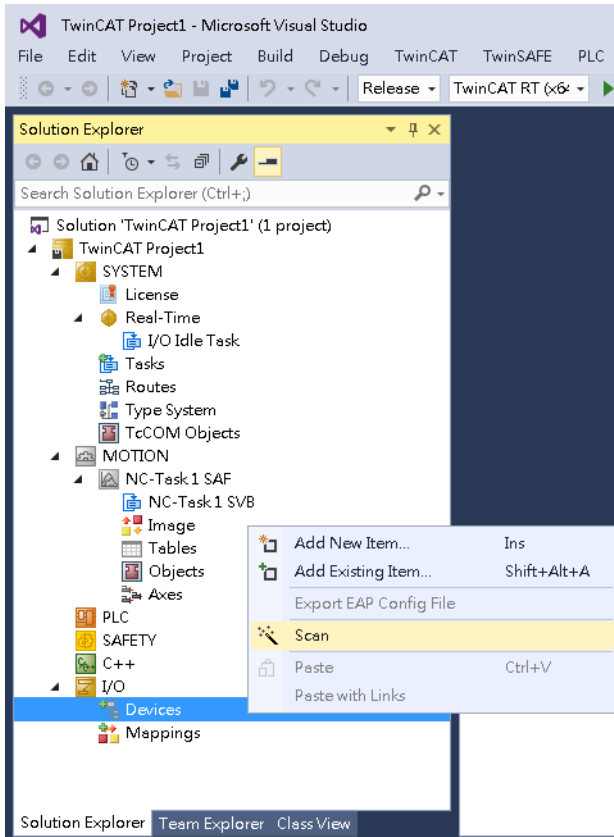 TwinCAT Project1 - Microsoft Visual Studio
File Edit View Project Build Debug TwinCAT TwinSAFE PLC
Release TwinCAT RT (x64
Solution Explorer
Search Solution Explorer (Ctrl+;)
Solution 'TwinCAT Project1' (1 project)
TwinCAT Project1
SYSTEM
License
Real-Time
I/O Idle Task
Tasks
Routes
Type System
TcCOM Objects
MOTION
NC-Task 1 SAF
NC-Task 1 SVB
Image
Tables
Objects
Axes
PLC
SAFETY
C++
I/O
Devices
Mappings
Add New Item... Ins
Add Existing Item... Shift+Alt+A
Export EAP Config File
Scan
Paste Ctrl+V
Paste with Links
Solution Explorer Team Explorer Class View